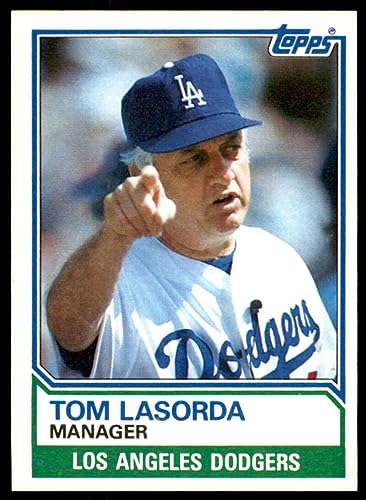 Topps
LA
Dodgers
TOM LASORDA
MANAGER
LOS ANGELES DODGERS